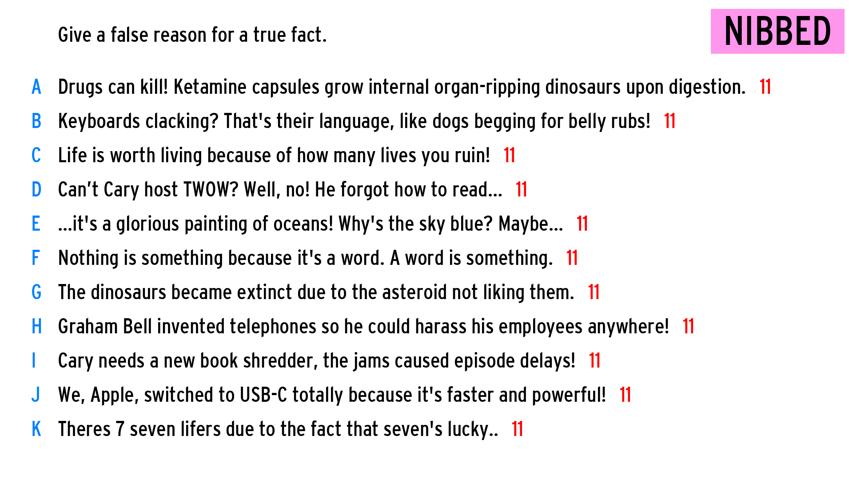 Give a false reason for a true fact.
NIBBED
A Drugs can kill! Ketamine capsules grow internal organ-ripping dinosaurs upon digestion. 11
B Keyboards clacking? That's their language, like dogs begging for belly rubs! 11
C Life is worth living because of how many lives you ruin! 11
D Can’t Cary host TWOW? Well, no! He forgot how to read... 11
E ...it's a glorious painting of oceans! Why's the sky blue? Maybe... 11
F Nothing is something because it's a word. A word is something. 11
G The dinosaurs became extinct due to the asteroid not liking them. 11
H Graham Bell invented telephones so he could harass his employees anywhere! 11
I Cary needs a new book shredder, the jams caused episode delays! 11
J We, Apple, switched to USB-C totally because it's faster and powerful! 11
K Theres 7 seven lifers due to the fact that seven's lucky.. 11